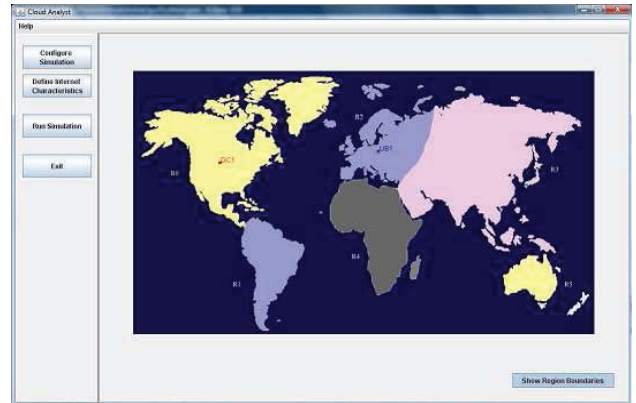 Cloud Analyst
Help
Configure
Simulation
Define Internet
Characteristics
Run Simulation
Exit
R2
UB1
DC1
R0
R3
R4
R1
R5
Show Region Boundaries